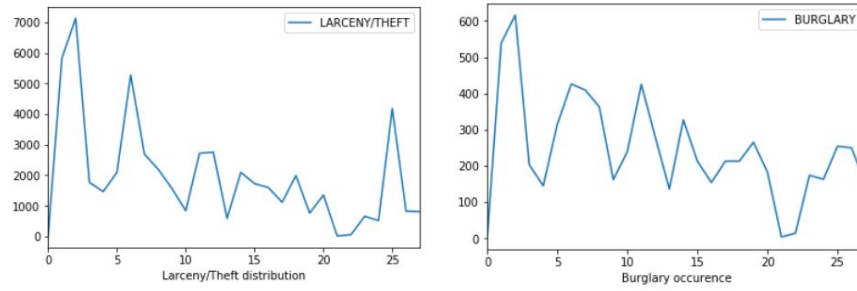 7000
6000
5000
4000
3000
2000
1000
0
0 5 10 15 20 25
LARCENY/THEFT
Larceny/Theft distribution
600
500
400
300
200
100
0
0 5 10 15 20 25
BURGLARY
Burglary occurence